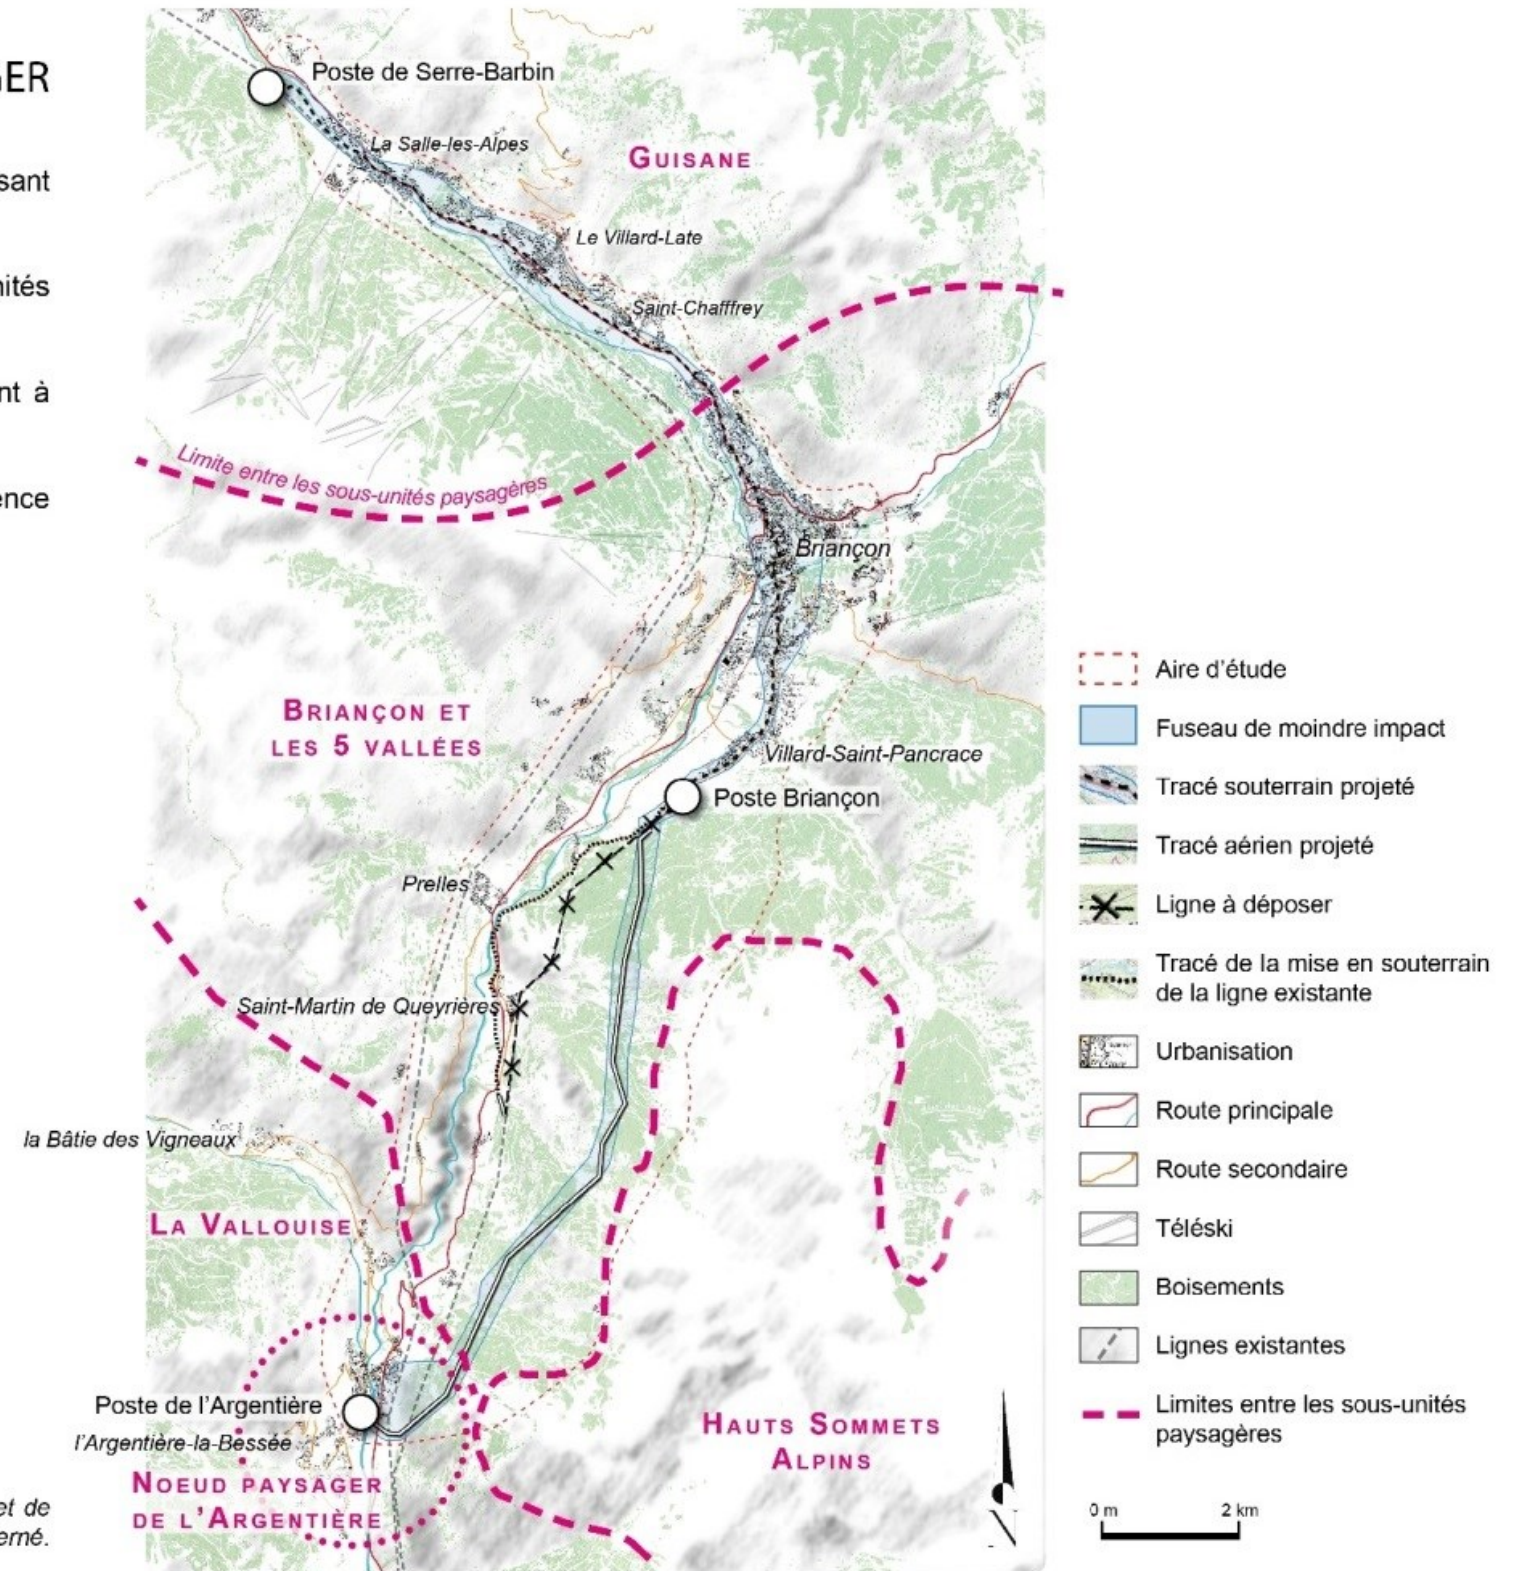 GER
sant
nités
nt à
ence
et de
erné.
Poste de Serre-Barbin
La Salle-les-Alpes
GUISANE
Le Villard-Late
Saint-Chafffrey
Limite entre les sous-unités paysagères
Briançon
BRIANÇON ET
LES 5 VALLÉES
Villard-Saint-Pancrace
Poste Briançon
Prelles
Saint-Martin de Queyrières
la Bâtie des Vigneaux
LA VALLOUISE
Poste de l'Argentière
l'Argentière-la-Bessée
NOEUD PAYSAGER
DE L'ARGENTIÈRE
HAUTS SOMMETS
ALPINS
Aire d'étude
Fuseau de moindre impact
Tracé souterrain projeté
Tracé aérien projeté
Ligne à déposer
Tracé de la mise en souterrain
de la ligne existante
Urbanisation
Route principale
Route secondaire
Téléski
Boisements
Lignes existantes
Limites entre les sous-unités
paysagères
N
0 m 2 km